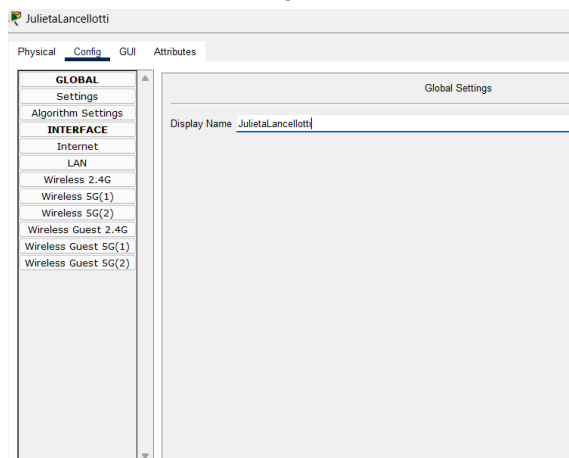 JulietaLancellotti
Physical Config GUI Attributes
GLOBAL
Settings
Algorithm Settings
INTERFACE
Internet
LAN
Wireless 2.4G
Wireless 5G(1)
Wireless 5G(2)
Wireless Guest 2.4G
Wireless Guest 5G(1)
Wireless Guest 5G(2)
Global Settings
Display Name JulietaLancellotti